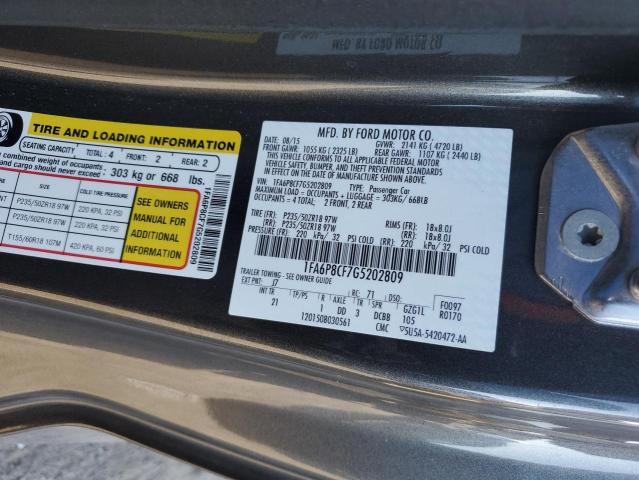 TIRE AND LOADING INFORMATION
SEATING CAPACITY TOTAL: 4 FRONT: 2 REAR: 2
combined weight of occupants
and cargo should never exceed: 303 kg or 668 lbs.
COLD TIRE PRESSURE
P235/50ZR18 97W 220 KPA, 32 PSI
P235/50ZR18 97W 220 KPA, 32 PSI
T155/60R18 107M 420 KPA, 60 PSI
SEE OWNERS
MANUAL FOR
ADDITIONAL
INFORMATION
1FA6P8CF7G5202809
MFD. BY FORD MOTOR CO.
DATE: 08/15 GVWR: 2141 KG ( 4720 LB)
FRONT GAWR: 1055 KG ( 2325 LB) REAR GAWR: 1107 KG ( 2440 LB)
THIS VEHICLE CONFORMS TO ALL APPLICABLE FEDERAL MOTOR
VEHICLE SAFETY, BUMPER, AND THEFT PREVENTION STANDARDS
IN EFFECT ON THE DATE OF MANUFACTURE SHOWN ABOVE.
VIN: 1FA6P8CF7G5202809 TYPE: Passenger Car
MAXIMUM LOAD = OCCUPANTS + LUGGAGE = 303KG/ 668LB
OCCUPANTS = 4 TOTAL: 2 FRONT, 2 REAR
TIRE (FR): P235/50ZR18 97W RIMS (FR): 18x8.0J
(RR): P235/50ZR18 97W (RR): 18x8.0J
PRESSURE (FR): 220 kPa/ 32 PSI COLD (RR): 220 kPa/ 32 PSI COLD
1FA6P8CF7G5202809
TRAILER TOWING - SEE OWNER GUIDE
EXT PNT: J7 RC: 71 DSO: F0097
INT TR TP/PS R AXLE TR SPR GZG1L R0170
21 1 DD 3 DCBB 105
1201508030561 CMC ▽5U5A-5420472-AA